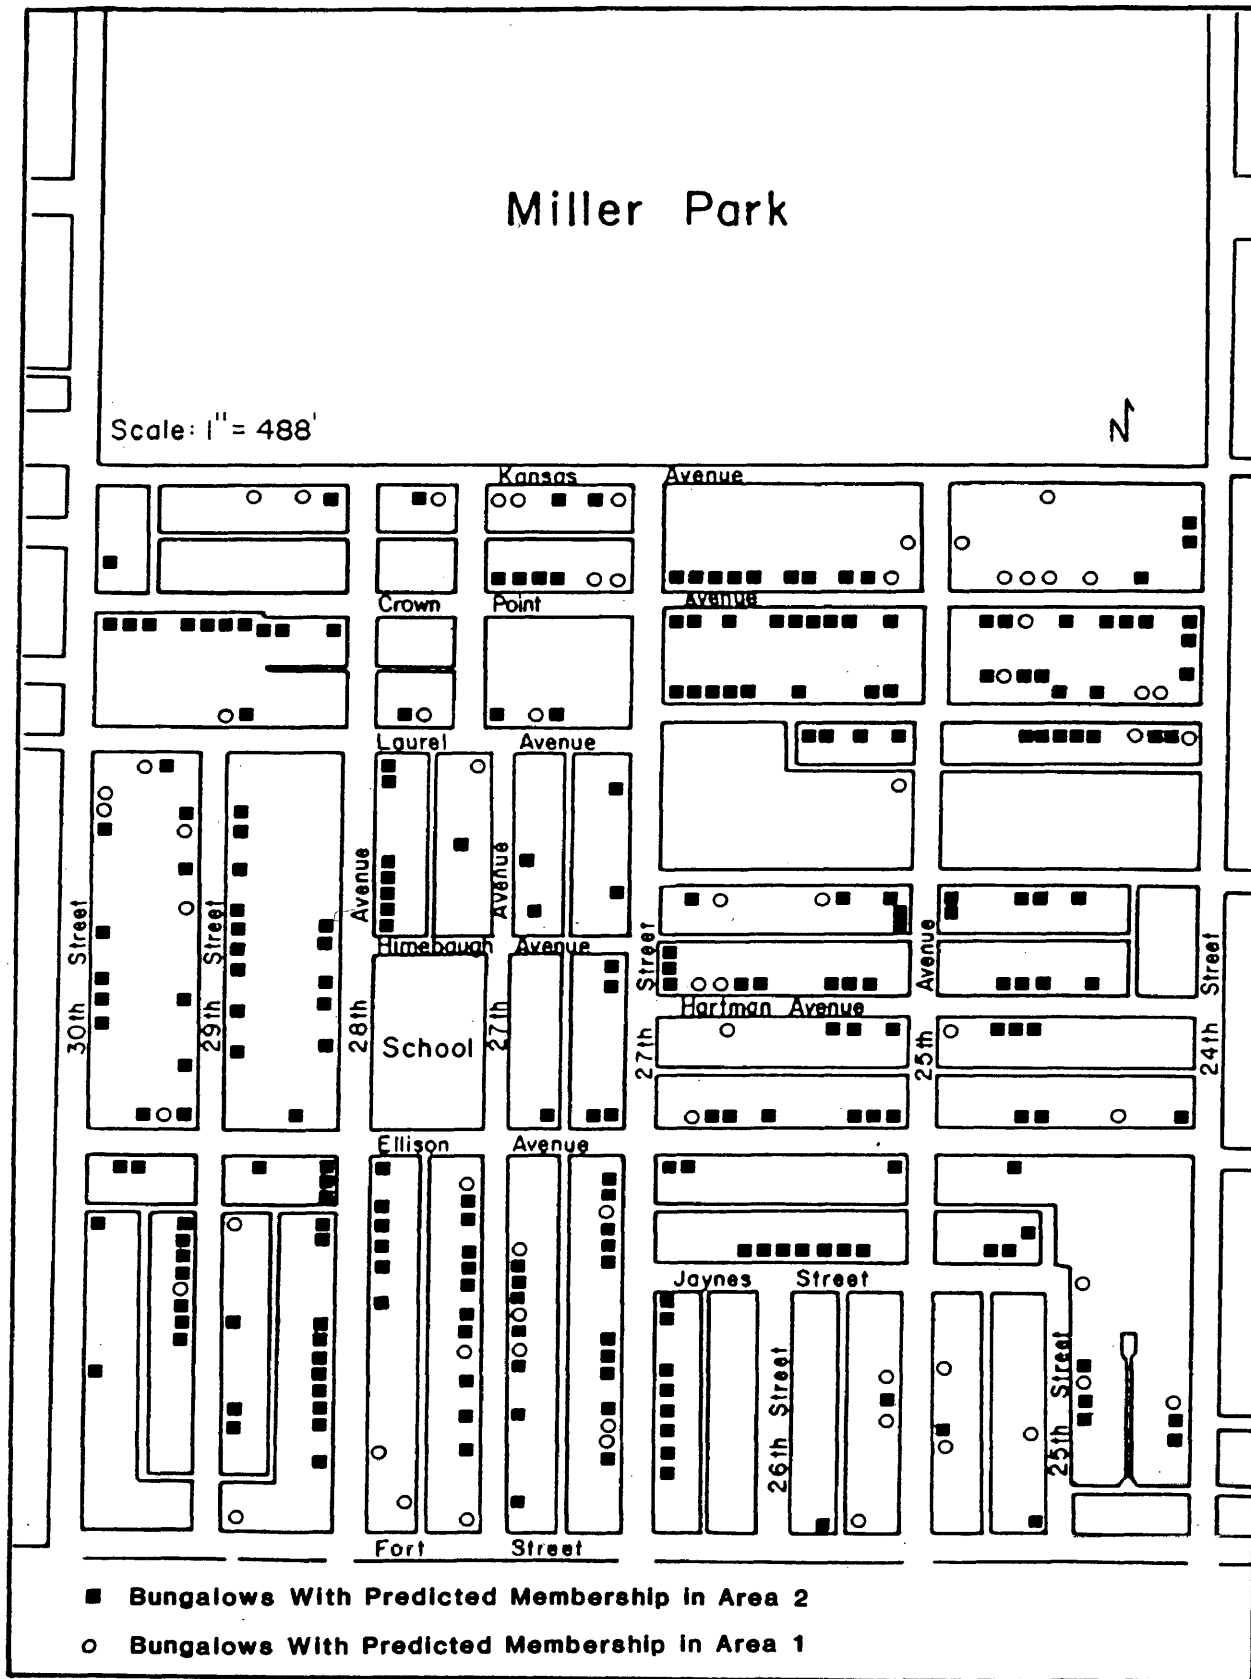 Miller Park
Scale: 1" = 488'
N
Kansas Avenue
Crown Point Avenue
Laurel Avenue
30th Street
29th Street
28th Avenue
27th Avenue
Himebaugh Avenue
27th Street
25th Avenue
24th Street
Hartman Avenue
School
Ellison Avenue
Jaynes Street
26th Street
25th Street
Fort Street
Bungalows With Predicted Membership in Area 2
Bungalows With Predicted Membership in Area 1